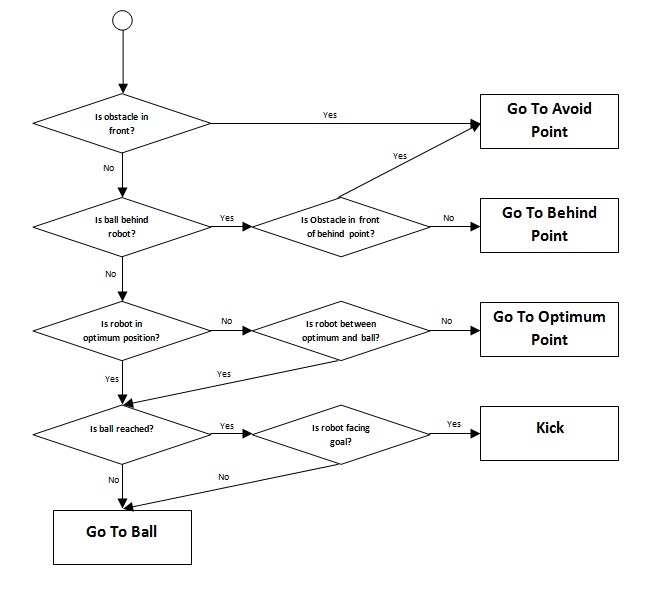 Is obstacle in
front?
Yes
Go To Avoid
Point
No
Yes
Is ball behind
robot?
Yes
Is Obstacle in front
of behind point?
No
Go To Behind
Point
No
Is robot in
optimum position?
No
Is robot between
optimum and ball?
No
Go To Optimum
Point
Yes
Yes
Is ball reached?
Yes
Is robot facing
goal?
Yes
Kick
No
No
Go To Ball